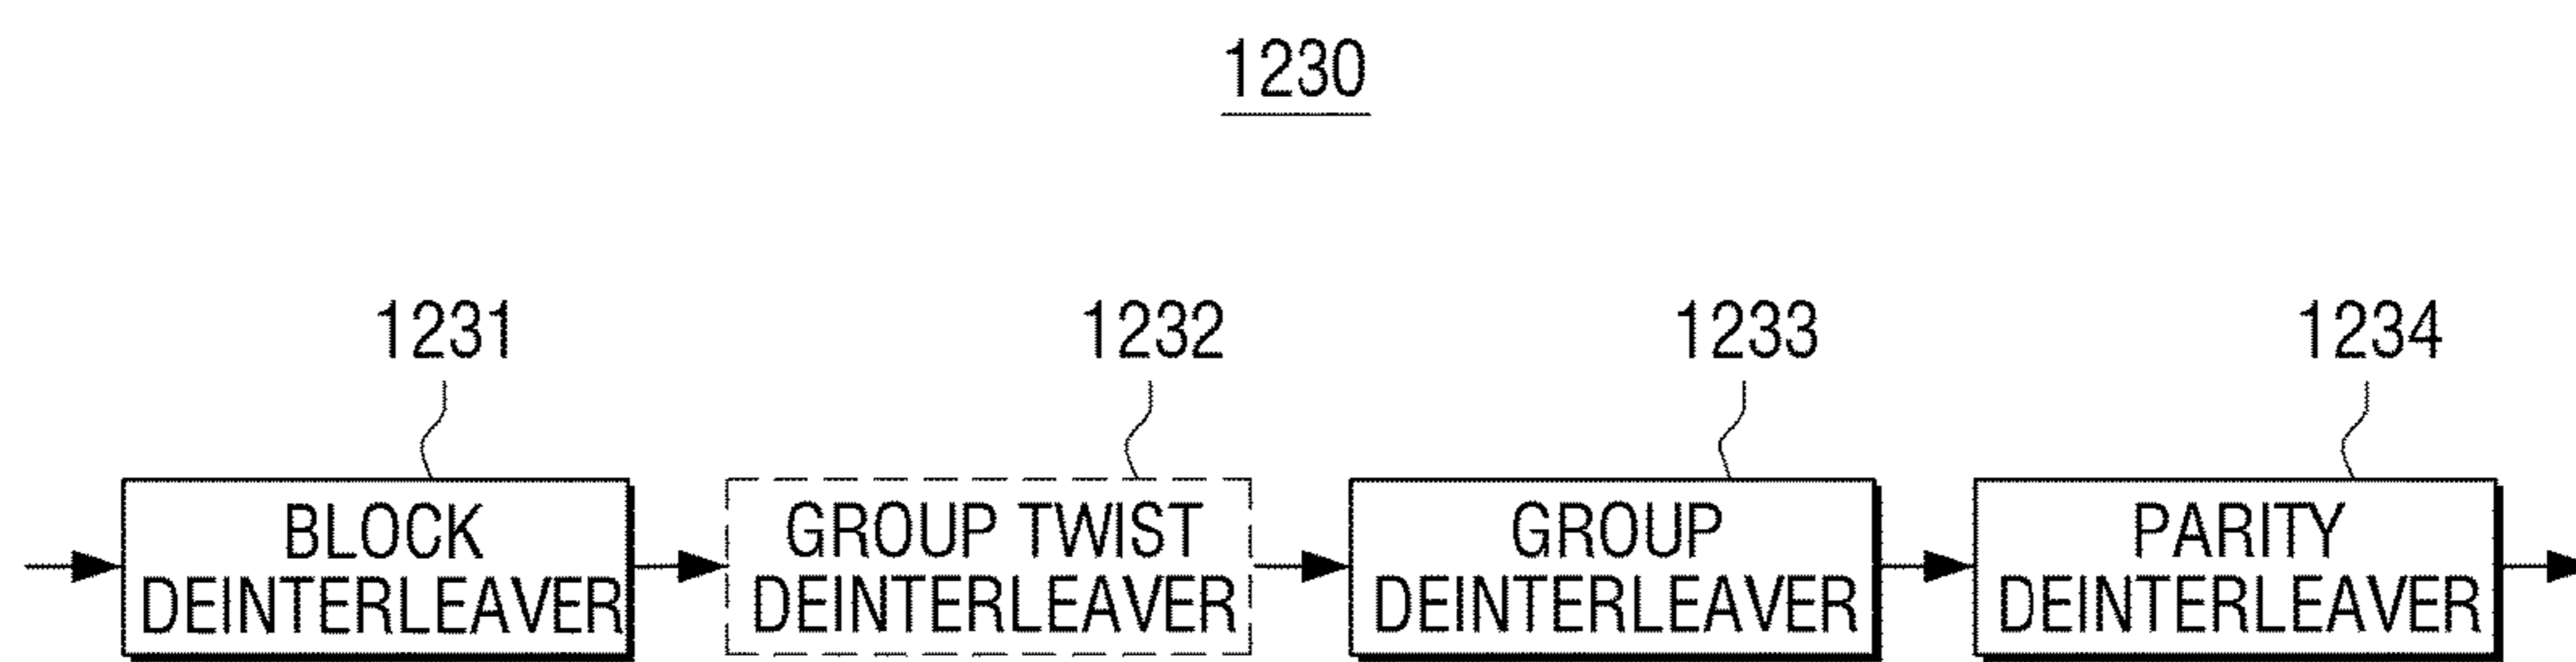 1230
1231
1232
1233
1234
BLOCK
DEINTERLEAVER
GROUP TWIST
DEINTERLEAVER
GROUP
DEINTERLEAVER
PARITY
DEINTERLEAVER